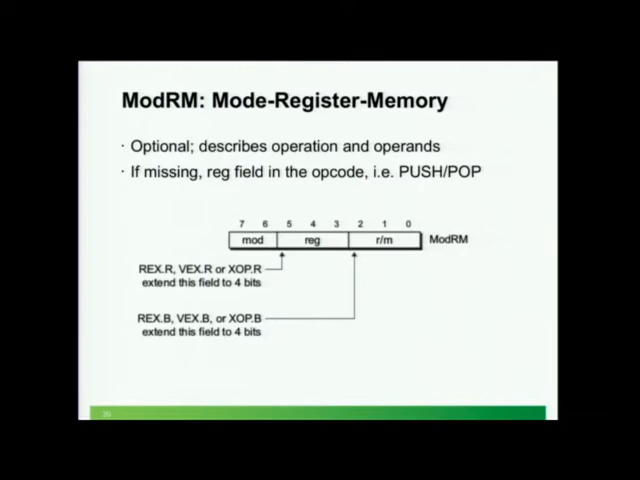 ModRM: Mode-Register-Memory
· Optional; describes operation and operands
· If missing, reg field in the opcode, i.e. PUSH/POP
7 6 5 4 3 2 1 0
mod reg r/m ModRM
REX.R, VEX.R or XOP.R
extend this field to 4 bits
REX.B, VEX.B, or XOP.B
extend this field to 4 bits